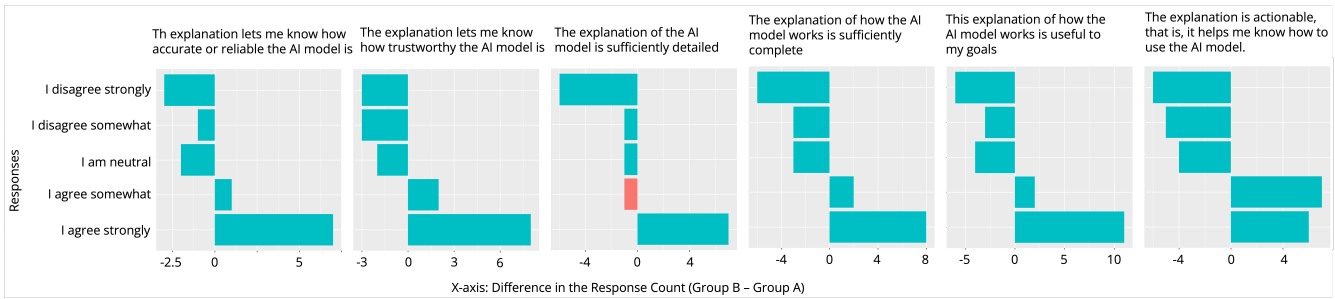 Th explanation lets me know how
accurate or reliable the AI model is
The explanation lets me know
how trustworthy the AI model is
The explanation of the AI
model is sufficiently detailed
The explanation of how the AI
model works is sufficiently
complete
This explanation of how the
AI model works is useful to
my goals
The explanation is actionable,
that is, it helps me know how to
use the AI model.
Responses
I disagree strongly
I disagree somewhat
I am neutral
I agree somewhat
I agree strongly
-2.5 0 5
-3 0 3 6
-4 0 4
-4 0 4 8
-5 0 5 10
-4 0 4
X-axis: Difference in the Response Count (Group B – Group A)